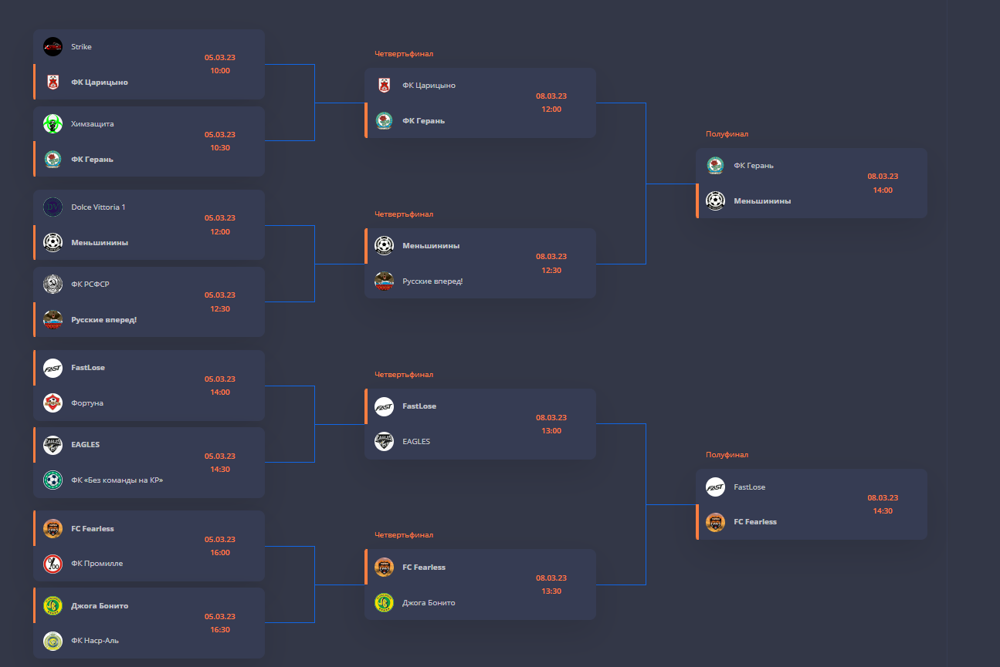 Strike
05.03.23
10:00
ФК Царицыно
Химзащита
05.03.23
10:30
ФК Герань
Dolce Vittoria 1
05.03.23
12:00
Меньшинины
ФК РСФСР
05.03.23
12:30
Русские вперед!
FastLose
05.03.23
14:00
Фортуна
EAGLES
05.03.23
14:30
ФК «Без команды на КР»
FC Fearless
05.03.23
16:00
ФК Промилле
Джога Бонито
05.03.23
16:30
ФК Наср-Аль
Четвертьфинал
ФК Царицыно
08.03.23
12:00
ФК Герань
Четвертьфинал
Меньшинины
08.03.23
12:30
Русские вперед!
Четвертьфинал
FastLose
08.03.23
13:00
EAGLES
Четвертьфинал
FC Fearless
08.03.23
13:30
Джога Бонито
Полуфинал
ФК Герань
08.03.23
14:00
Меньшинины
Полуфинал
FastLose
08.03.23
14:30
FC Fearless